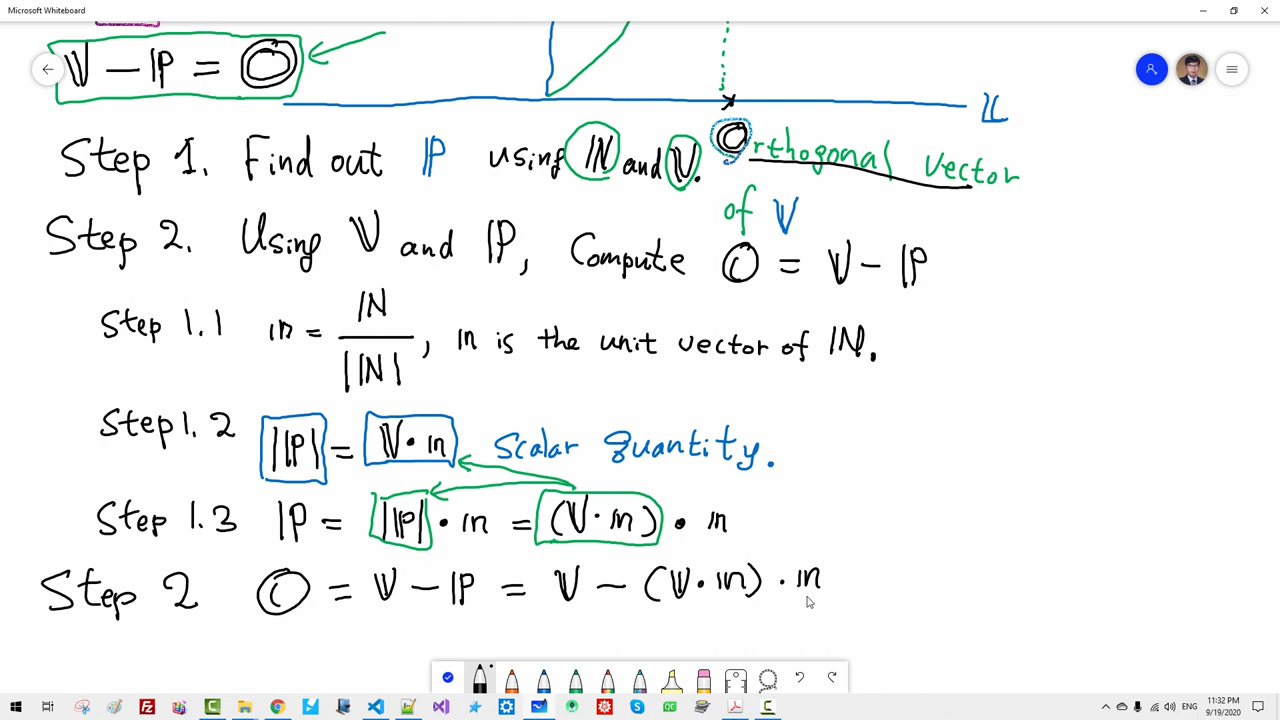 Microsoft Whiteboard
V − P = O
L
Step 1. Find out P using N and V.
Orthogonal vector
of V
Step 2. Using V and P, Compute O = V − P
Step 1.1 n = N / |N|, n is the unit vector of N.
Step 1.2 |P| = V · n Scalar quantity.
Step 1.3 P = |P| · n = (V · n) · n
Step 2 O = V − P = V − (V · n) · n
11:32 PM
9/19/2020